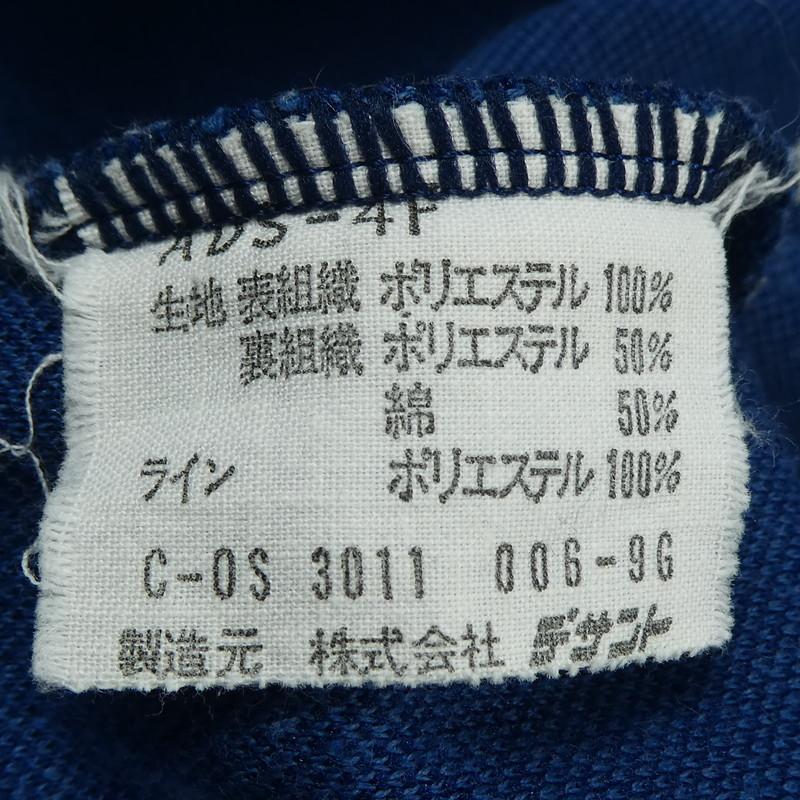 ADS-4F
生地 表組織 ポリエステル 100%
裏組織 ポリエステル 50%
綿 50%
ライン ポリエステル 100%
C-OS 3011 006-9G
製造元 株式会社 デサント